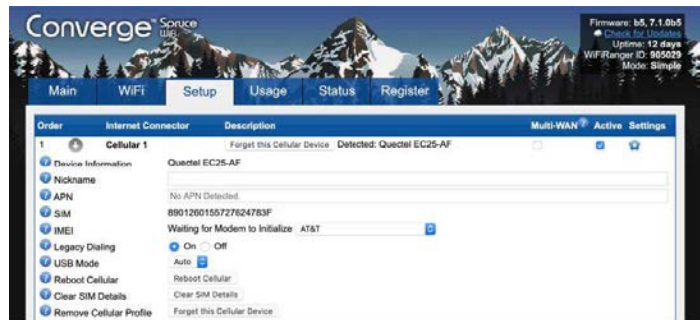 Converge™ Spruce
WiFi
Firmware: b5, 7.1.0b5
Check for Updates
Uptime: 12 days
WiFiRanger ID: 905029
Mode: Simple
Main WiFi Setup Usage Status Register
Order Internet Connector Description Multi-WAN Active Settings
1 Cellular 1 Forget this Cellular Device Detected: Quectel EC25-AF
Device Information Quectel EC25-AF
Nickname
APN No APN Detected.
SIM 8901260155727624783F
IMEI Waiting for Modem to Initialize AT&T
Legacy Dialing On Off
USB Mode Auto
Reboot Cellular Reboot Cellular
Clear SIM Details Clear SIM Details
Remove Cellular Profile Forget this Cellular Device